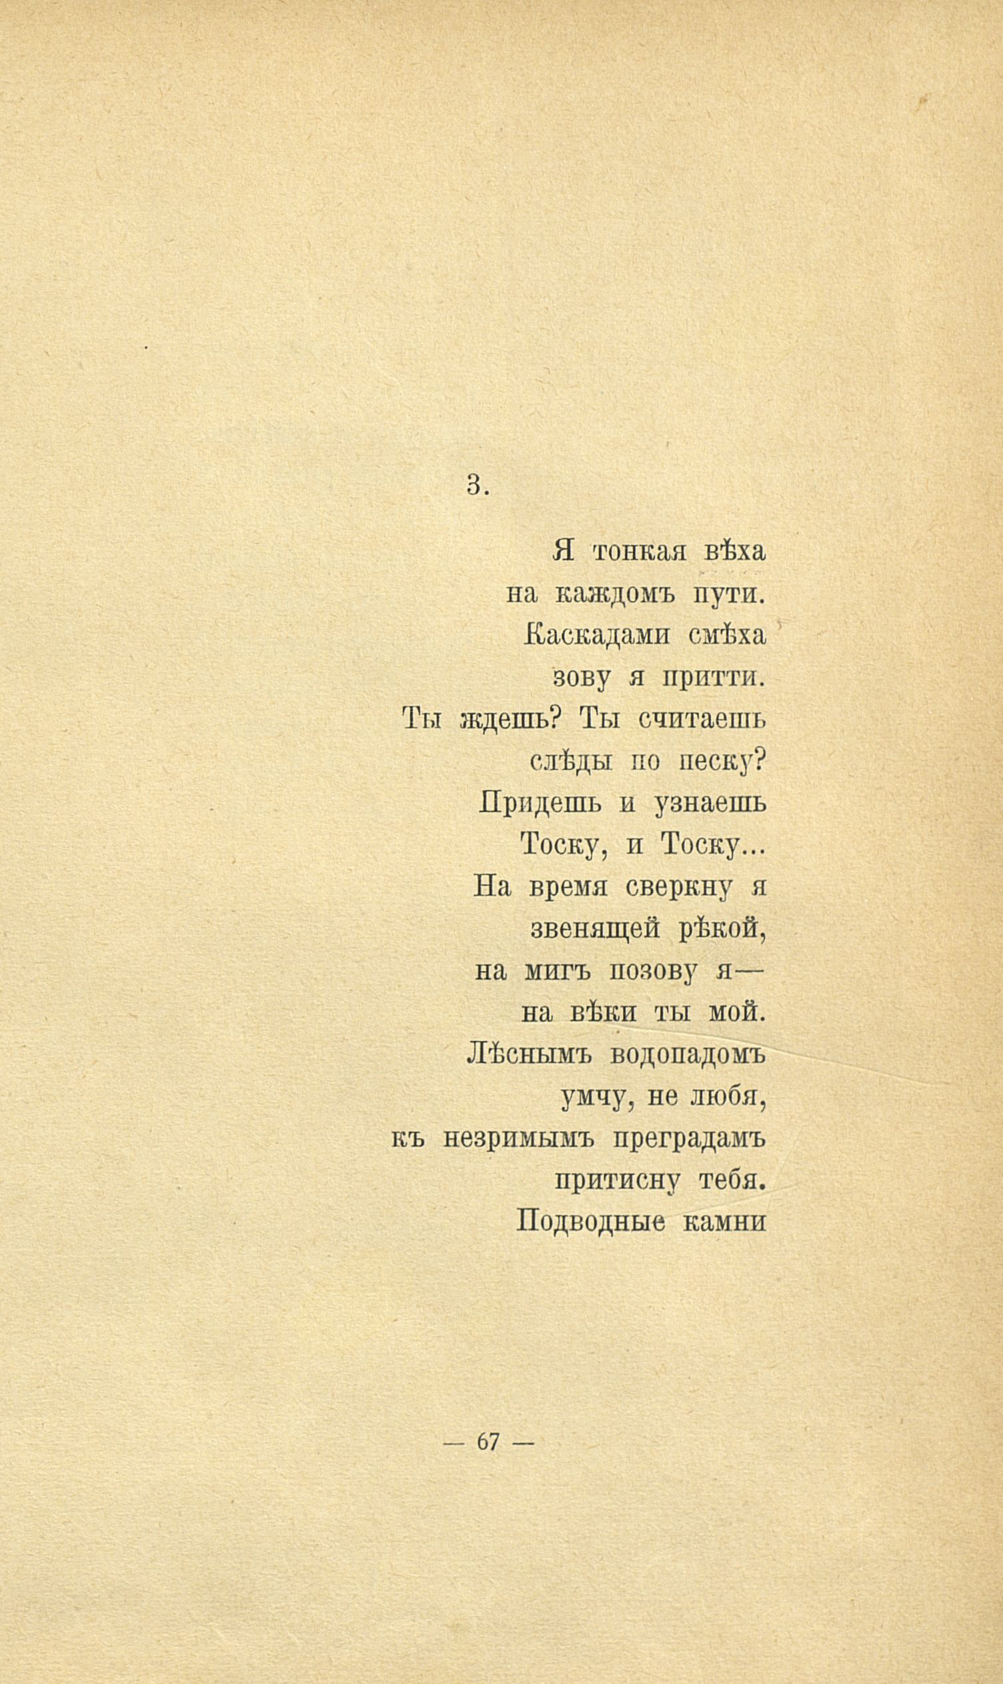 3.
Я тонкая вѣха
на каждомъ пути.
Каскадами смѣха
зову я притти.
Ты ждешь? Ты считаешь
слѣды по песку?
Придешь и узнаешь
Тоску, и Тоску...
На время сверкну я
звенящей рѣкой,
на мигъ позову я—
на вѣки ты мой.
Лѣснымъ водопадомъ
умчу, не любя,
къ незримымъ преградамъ
притисну тебя.
Подводные камни
— 67 —